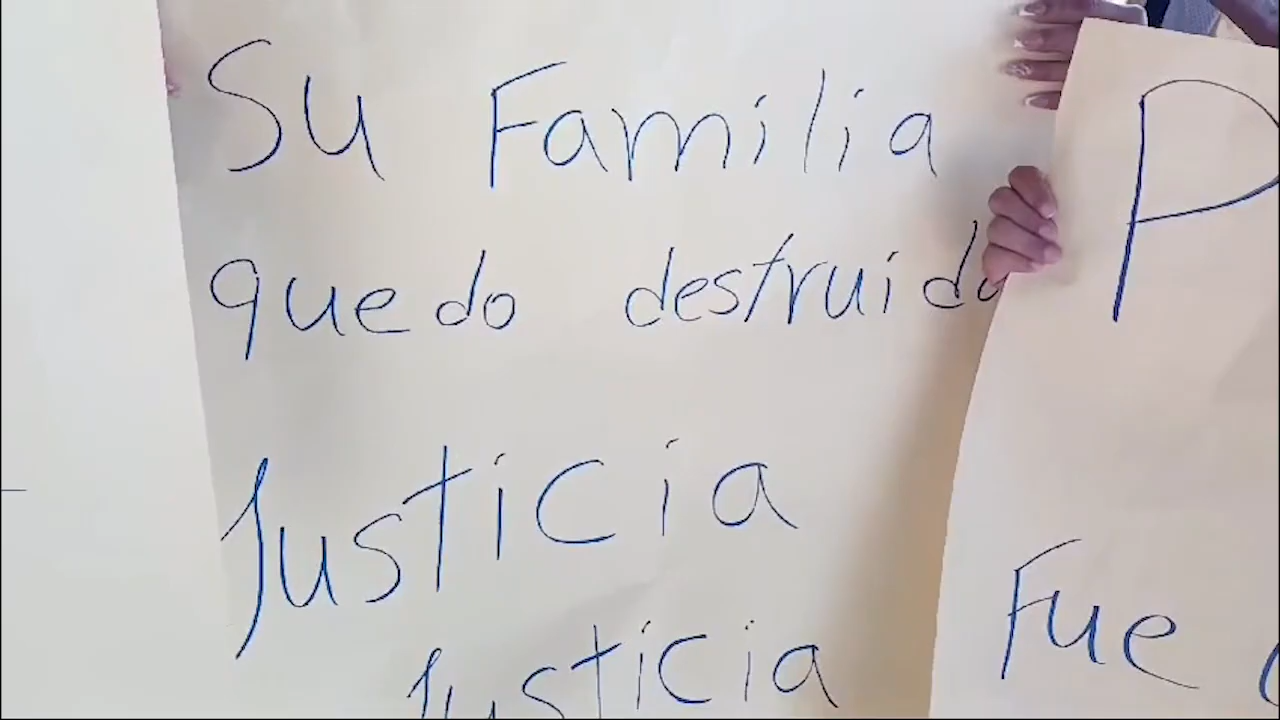 Su Familia
quedo destruida
Justicia
Justicia
P
Fue